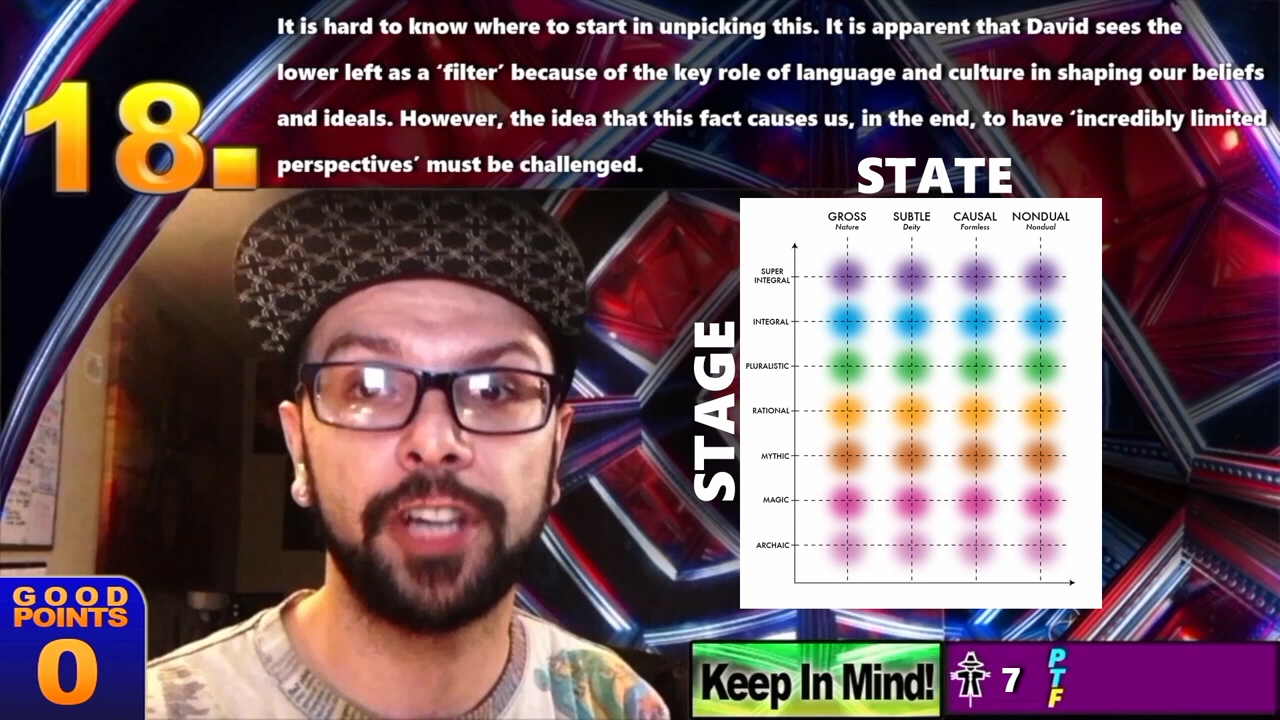 18.
It is hard to know where to start in unpicking this. It is apparent that David sees the
lower left as a ‘filter’ because of the key role of language and culture in shaping our beliefs
and ideals. However, the idea that this fact causes us, in the end, to have ‘incredibly limited
perspectives’ must be challenged.
STATE
GROSS SUBTLE CAUSAL NONDUAL
Nature Deity Formless Nondual
STAGE
SUPER
INTEGRAL
INTEGRAL
PLURALISTIC
RATIONAL
MYTHIC
MAGIC
ARCHAIC
GOOD
POINTS
0
Keep In Mind!
7
PTF